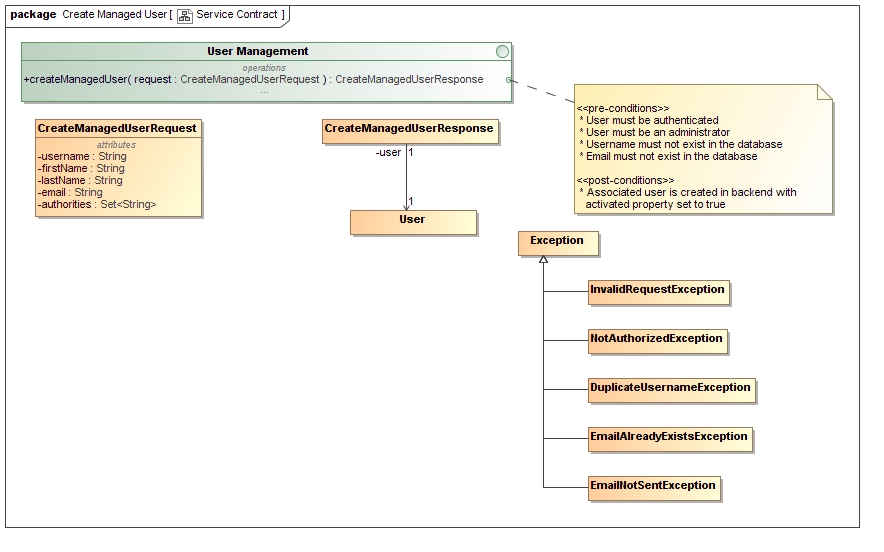 package Create Managed User [ Service Contract ]
User Management
operations
+createManagedUser( request : CreateManagedUserRequest ) : CreateManagedUserResponse
...
<<pre-conditions>>
* User must be authenticated
* User must be an administrator
* Username must not exist in the database
* Email must not exist in the database
<<post-conditions>>
* Associated user is created in backend with
activated property set to true
CreateManagedUserRequest
attributes
-username : String
-firstName : String
-lastName : String
-email : String
-authorities : Set<String>
CreateManagedUserResponse
-user 1
1
User
Exception
InvalidRequestException
NotAuthorizedException
DuplicateUsernameException
EmailAlreadyExistsException
EmailNotSentException